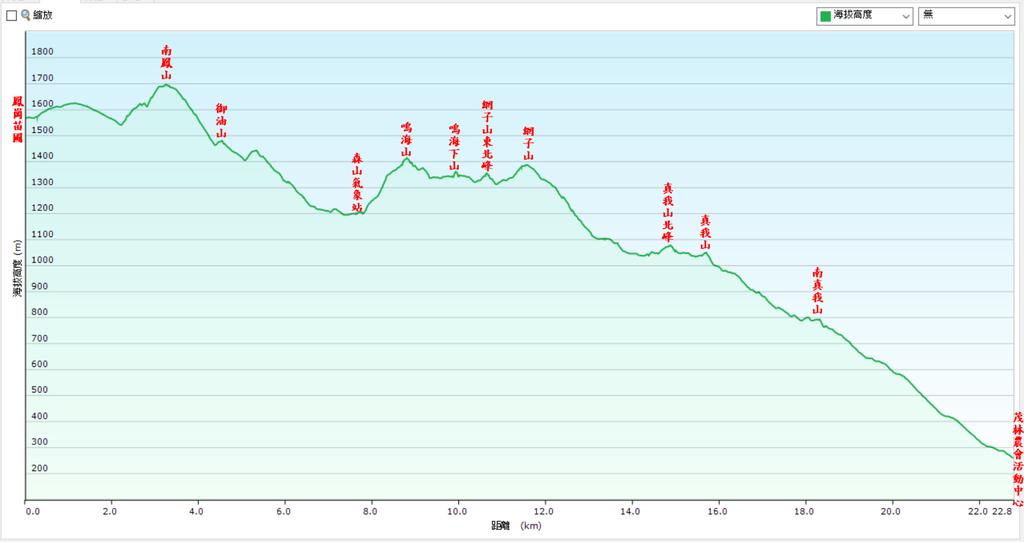 縮放
海拔高度
無
海拔高度 (m)
1800
1700
1600
1500
1400
1300
1200
1100
1000
900
800
700
600
500
400
300
200
鳳崗苗圃
南鳳山
御油山
森山氣象站
鳴海山
鳴海下山
網子山東北峰
網子山
真我山北峰
真我山
南真我山
茂林農會活動中心
0.0 2.0 4.0 6.0 8.0 10.0 12.0 14.0 16.0 18.0 20.0 22.0 22.8
距離 (km)